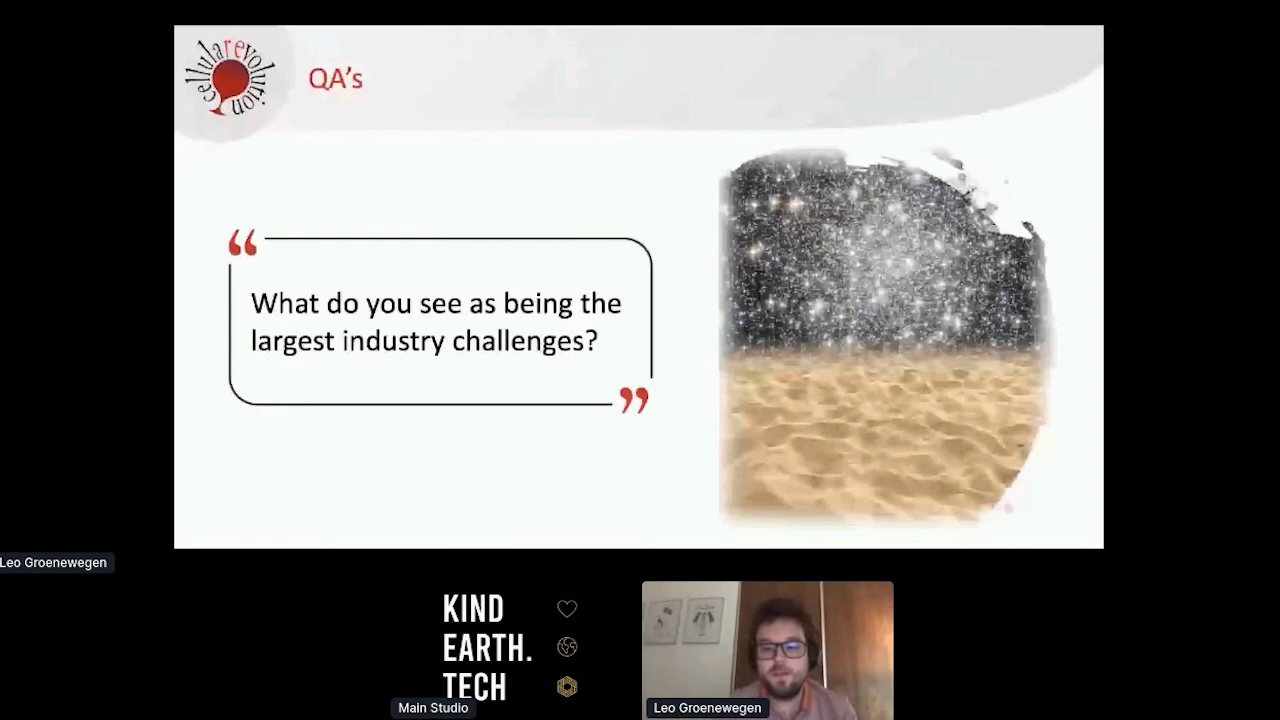 cellularevolution
QA's
“
What do you see as being the
largest industry challenges?
”
Leo Groenewegen
KIND
EARTH.
TECH
Main Studio
Leo Groenewegen